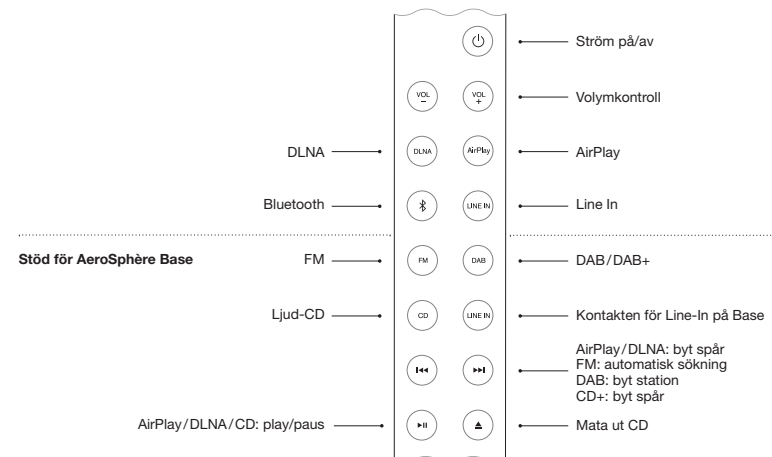 Ström på/av
VOL − VOL +
Volymkontroll
DLNA DLNA AirPlay AirPlay
Bluetooth LINE IN Line In
Stöd för AeroSphère Base
FM FM DAB DAB/DAB+
Ljud-CD CD LINE IN Kontakten för Line-In på Base
AirPlay/DLNA: byt spår
FM: automatisk sökning
DAB: byt station
CD+: byt spår
AirPlay/DLNA/CD: play/paus
Mata ut CD